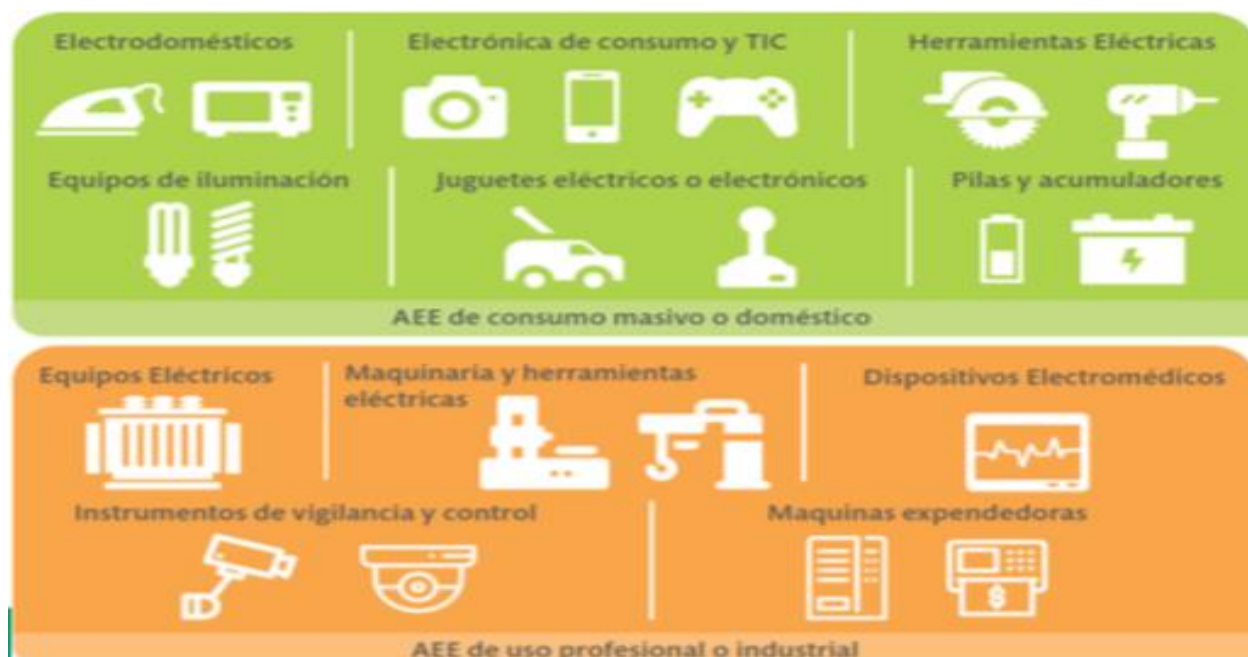 Electrodomésticos
Electrónica de consumo y TIC
Herramientas Eléctricas
Equipos de iluminación
Juguetes eléctricos o electrónicos
Pilas y acumuladores
AEE de consumo masivo o doméstico
Equipos Eléctricos
Maquinaria y herramientas
eléctricas
Dispositivos Electromédicos
Instrumentos de vigilancia y control
Maquinas expendedoras
$
AEE de uso profesional o industrial